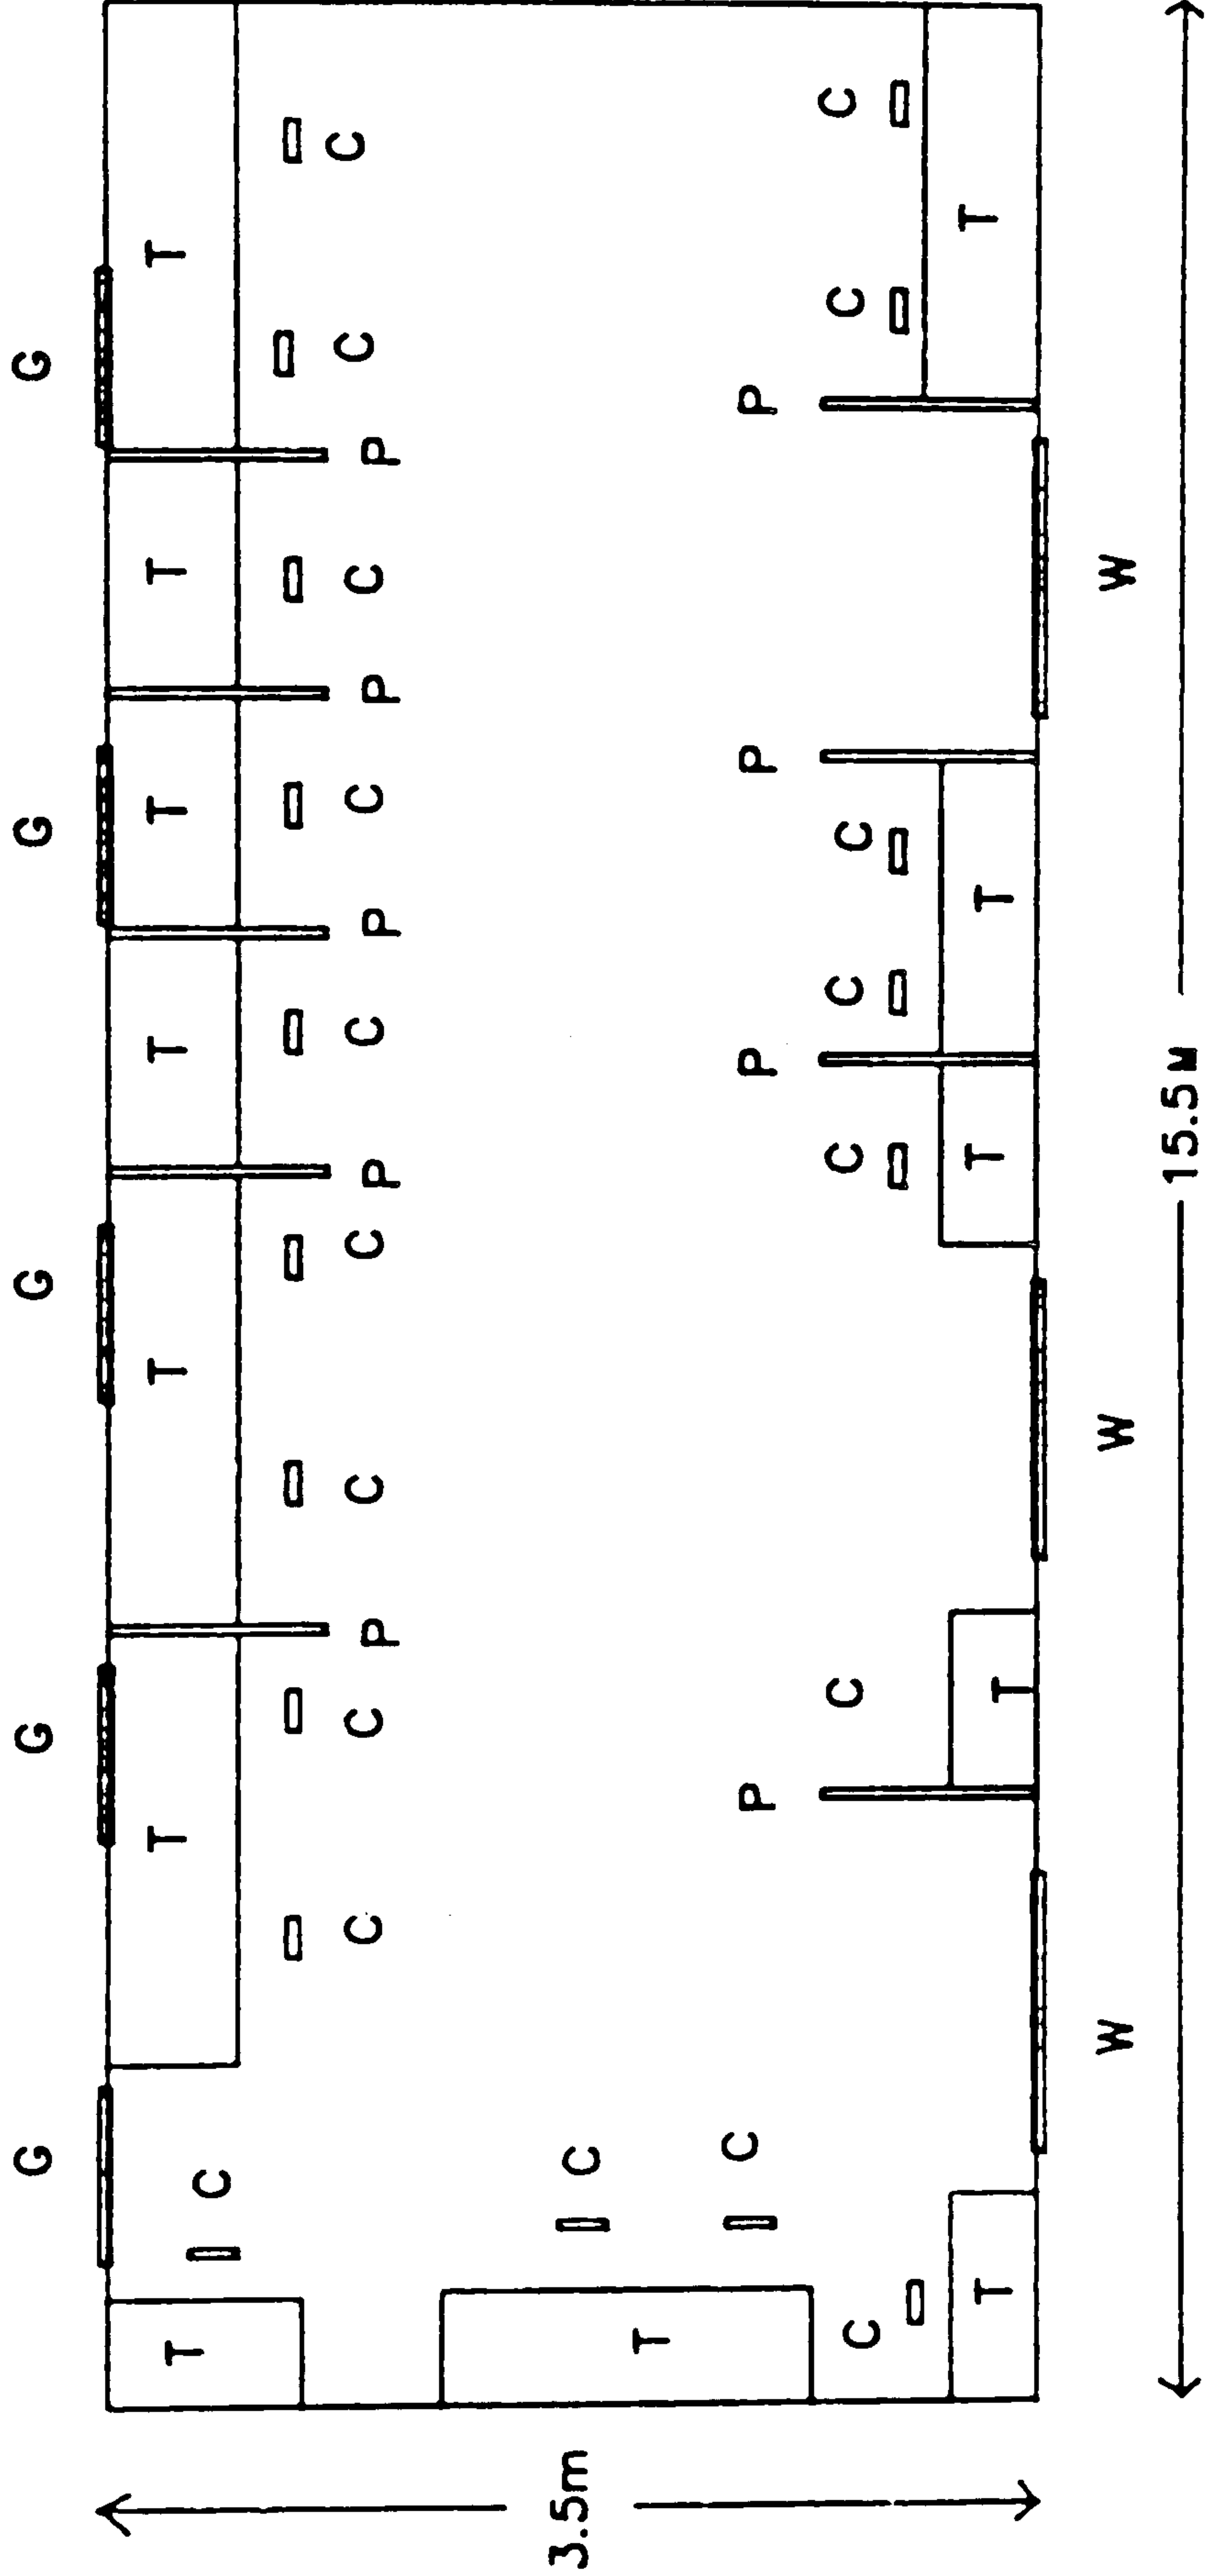 G G G G G
T T T T T T T
C
C C C C C C C C C
P P P P P
3.5m C
T
C P P P P
C C C C C C C
T T T T T
W W W
15.5M